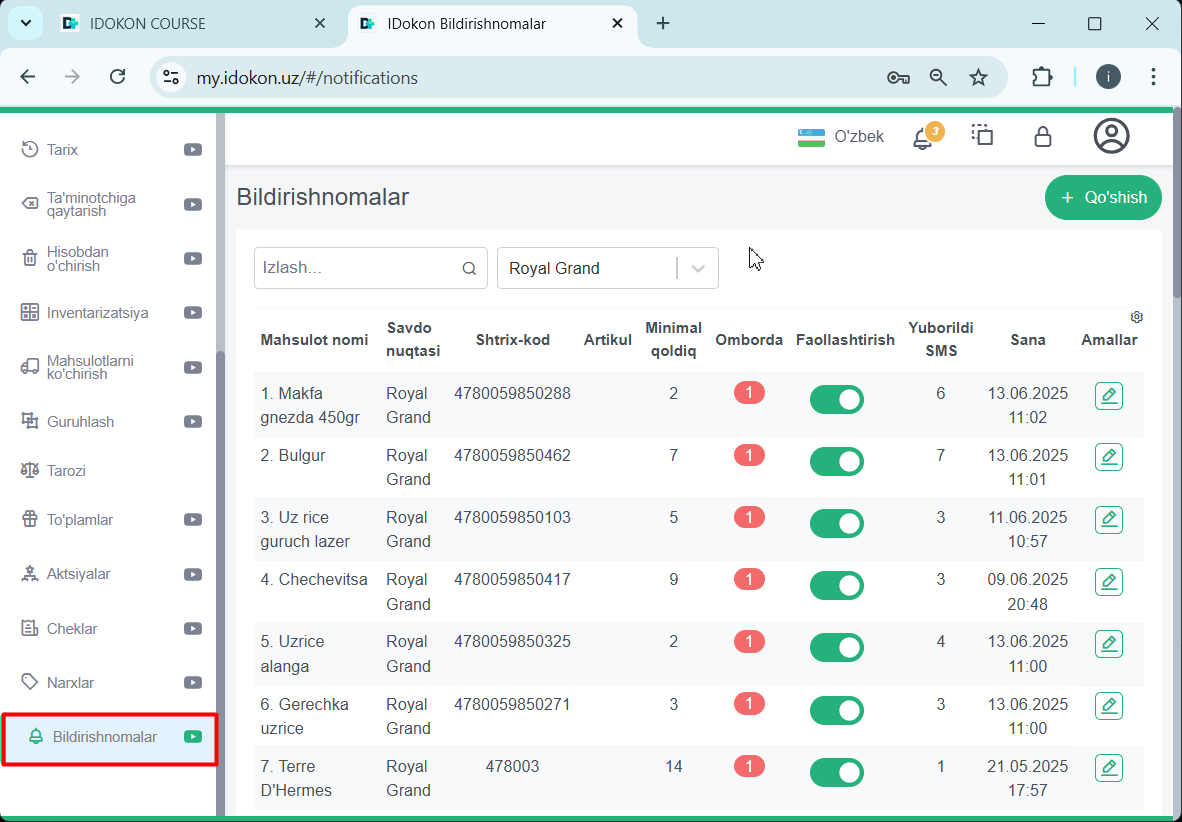 IDOKON COURSE
IDokon Bildirishnomalar
my.idokon.uz/#/notifications
i
Tarix
Ta'minotchiga
qaytarish
Hisobdan
o'chirish
Inventarizatsiya
Mahsulotlarni
ko'chirish
Guruhlash
Tarozi
To'plamlar
Aktsiyalar
Cheklar
Narxlar
Bildirishnomalar
O'zbek
3
Bildirishnomalar
+ Qo'shish
Izlash...
Royal Grand
Mahsulot nomi
Savdo
nuqtasi
Shtrix-kod
Artikul
Minimal
qoldiq
Omborda
Faollashtirish
Yuborildi
SMS
Sana
Amallar
1. Makfa
gnezda 450gr
Royal
Grand
4780059850288
2
1
6
13.06.2025
11:02
2. Bulgur
Royal
Grand
4780059850462
7
1
7
13.06.2025
11:01
3. Uz rice
guruch lazer
Royal
Grand
4780059850103
5
1
3
11.06.2025
10:57
4. Chechevitsa
Royal
Grand
4780059850417
9
1
3
09.06.2025
20:48
5. Uzrice
alanga
Royal
Grand
4780059850325
2
1
4
13.06.2025
11:00
6. Gerechka
uzrice
Royal
Grand
4780059850271
3
1
3
13.06.2025
11:00
7. Terre
D'Hermes
Royal
Grand
478003
14
1
1
21.05.2025
17:57